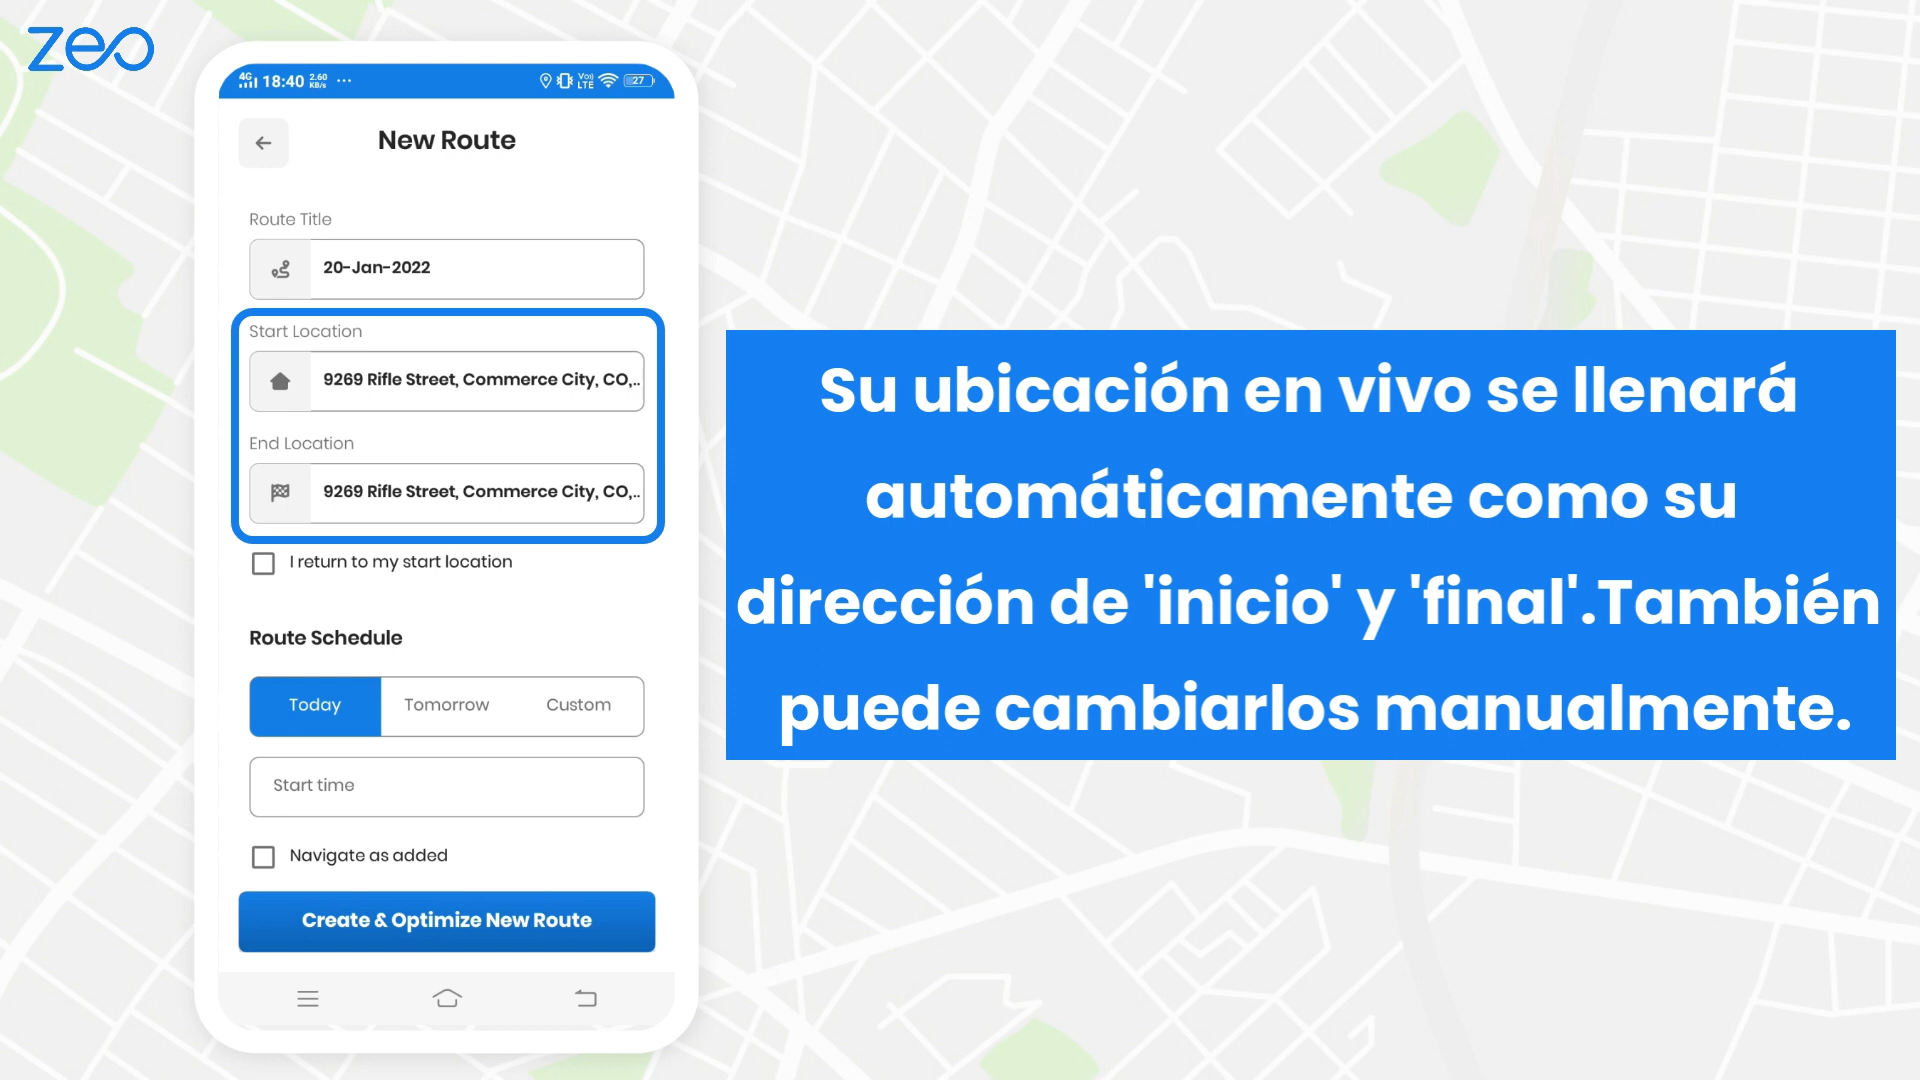 zeo
4G 18:40 2.60 KB/s ... Vo) LTE 27
New Route
Route Title
20-Jan-2022
Start Location
9269 Rifle Street, Commerce City, CO,..
End Location
9269 Rifle Street, Commerce City, CO,..
I return to my start location
Route Schedule
Today Tomorrow Custom
Start time
Navigate as added
Create & Optimize New Route
Su ubicación en vivo se llenará
automáticamente como su
dirección de 'inicio' y 'final'.También
puede cambiarlos manualmente.